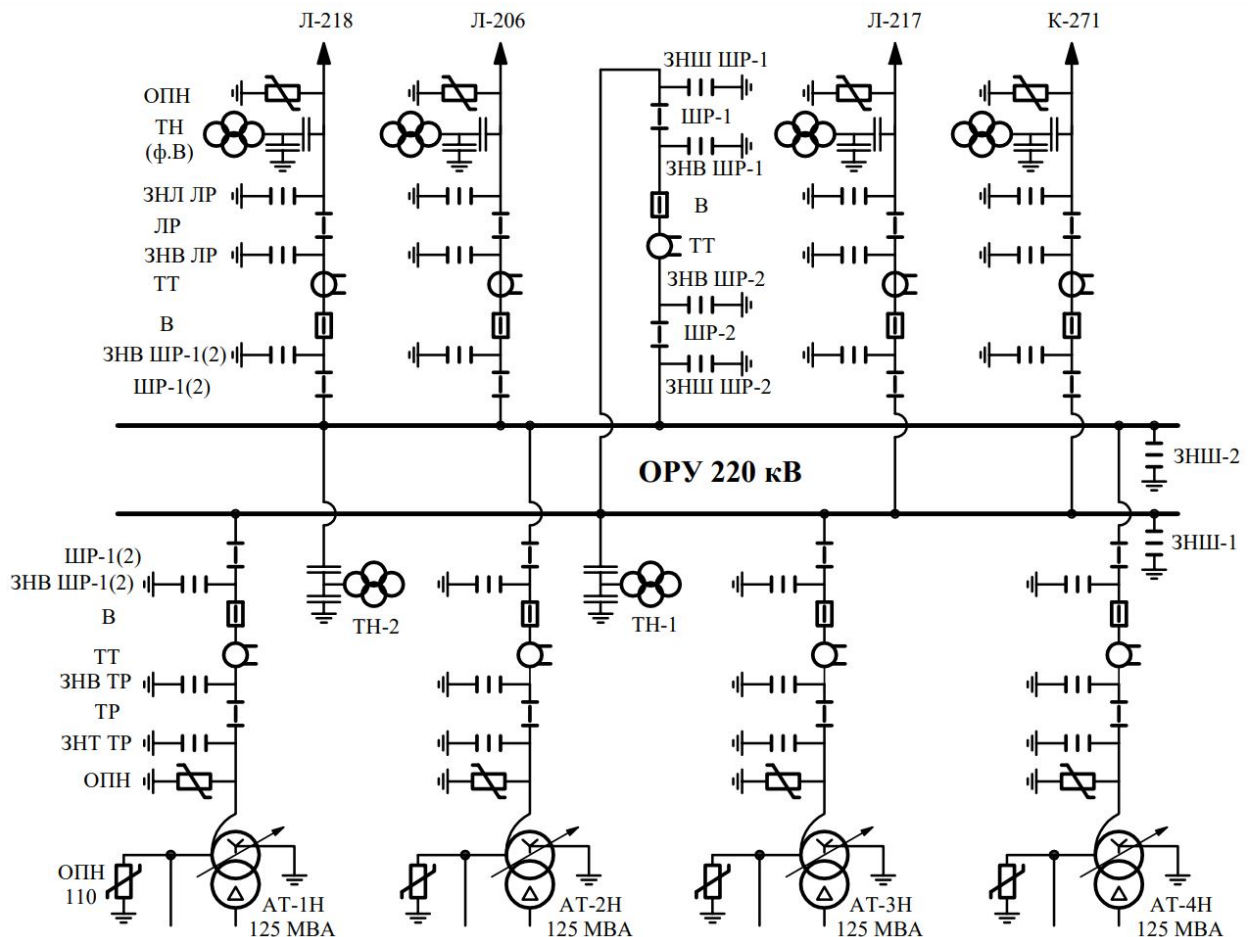 Л-218
Л-206
Л-217
К-271
ОПН
ТН
(ф.В)
ЗНЛ ЛР
ЛР
ЗНВ ЛР
ТТ
В
ЗНВ ШР-1(2)
ШР-1(2)
ЗНШ ШР-1
ШР-1
ЗНВ ШР-1
В
ТТ
ЗНВ ШР-2
ШР-2
ЗНШ ШР-2
ОРУ 220 кВ
ЗНШ-2
ЗНШ-1
ШР-1(2)
ЗНВ ШР-1(2)
В
ТТ
ЗНВ ТР
ТР
ЗНТ ТР
ОПН
ТН-2
ТН-1
ОПН
110
АТ-1Н
125 МВА
АТ-2Н
125 МВА
АТ-3Н
125 МВА
АТ-4Н
125 МВА